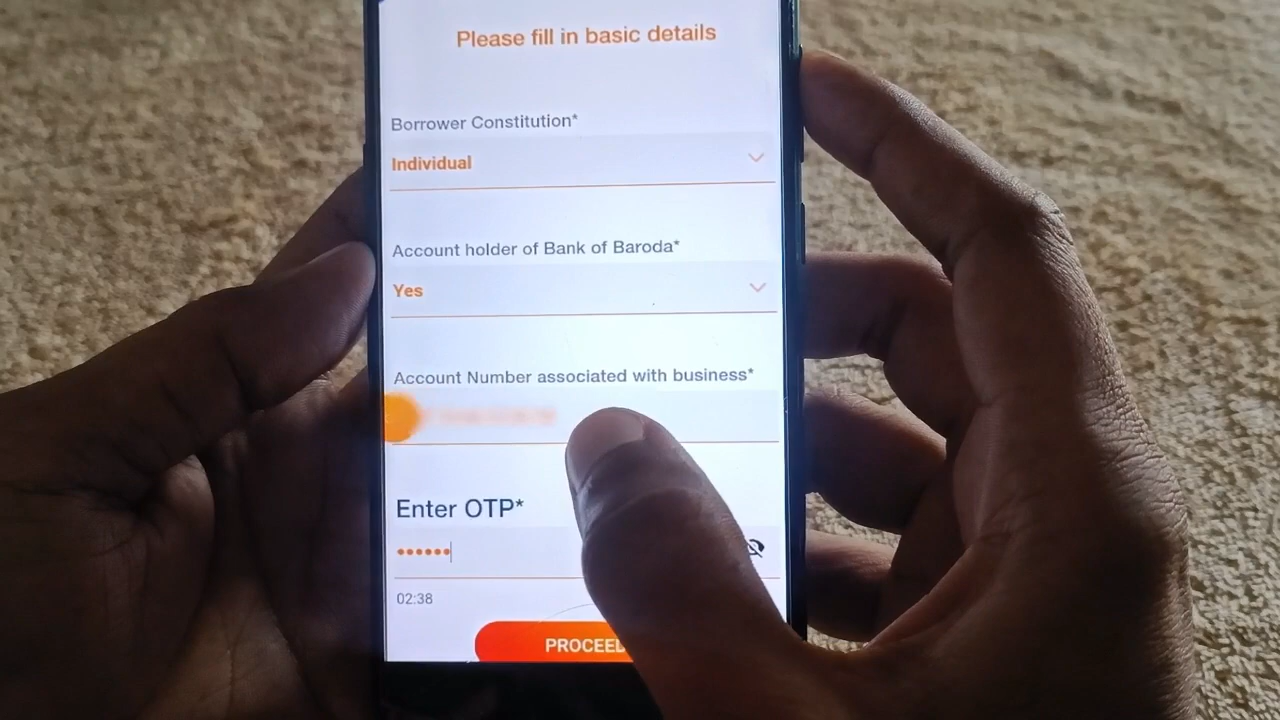 Please fill in basic details
Borrower Constitution*
Individual
Account holder of Bank of Baroda*
Yes
Account Number associated with business*
Enter OTP*
••••••
02:38